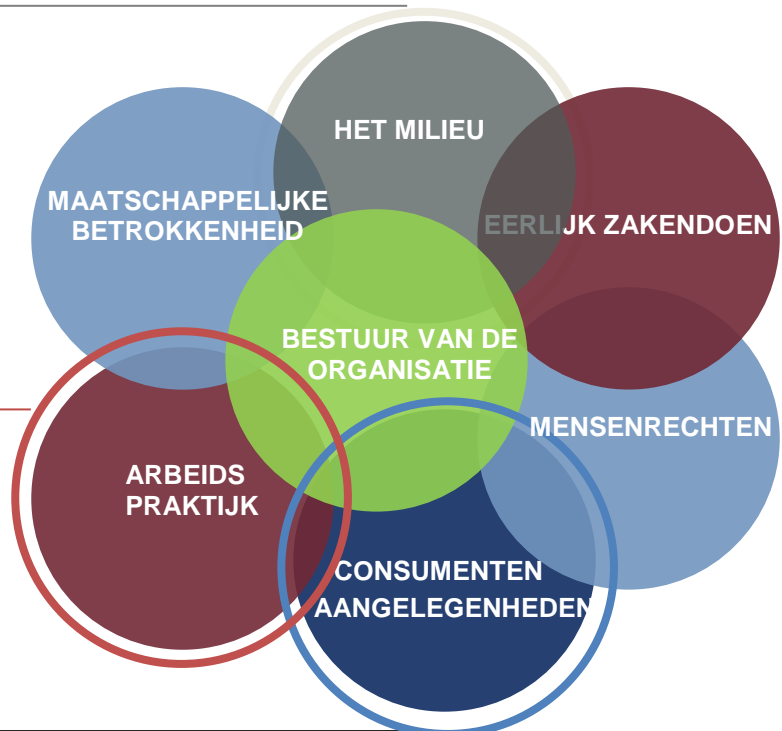 HET MILIEU
MAATSCHAPPELIJKE
BETROKKENHEID
EERLIJK ZAKENDOEN
BESTUUR VAN DE
ORGANISATIE
MENSENRECHTEN
ARBEIDS
PRAKTIJK
CONSUMENTEN
AANGELEGENHEDEN